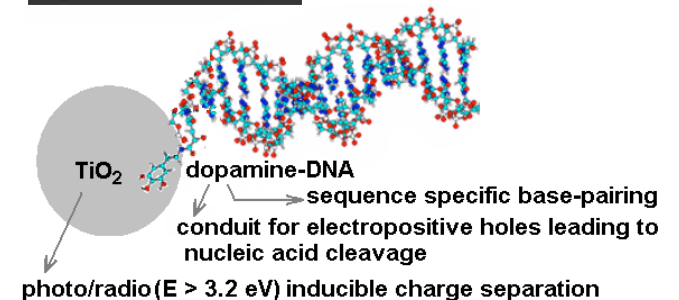 TiO₂
dopamine-DNA
sequence specific base-pairing
conduit for electropositive holes leading to
nucleic acid cleavage
photo/radio (E > 3.2 eV) inducible charge separation